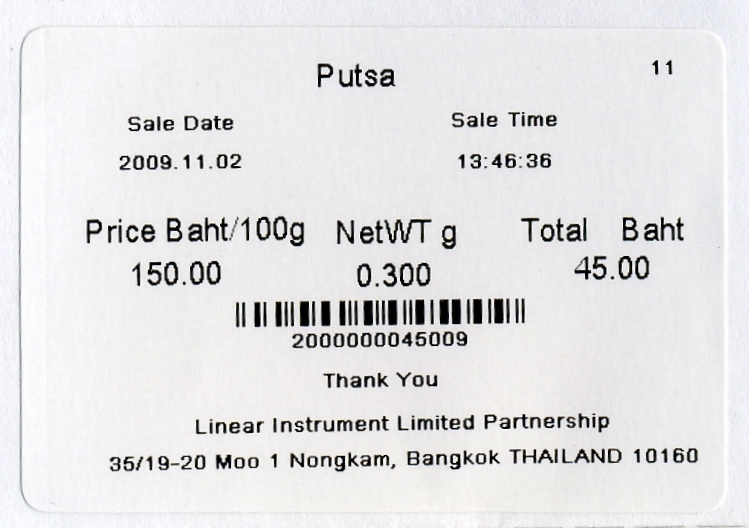 Putsa 11
Sale Date Sale Time
2009.11.02 13:46:36
Price Baht/100g NetWT g Total Baht
150.00 0.300 45.00
2000000045009
Thank You
Linear Instrument Limited Partnership
35/19-20 Moo 1 Nongkam, Bangkok THAILAND 10160